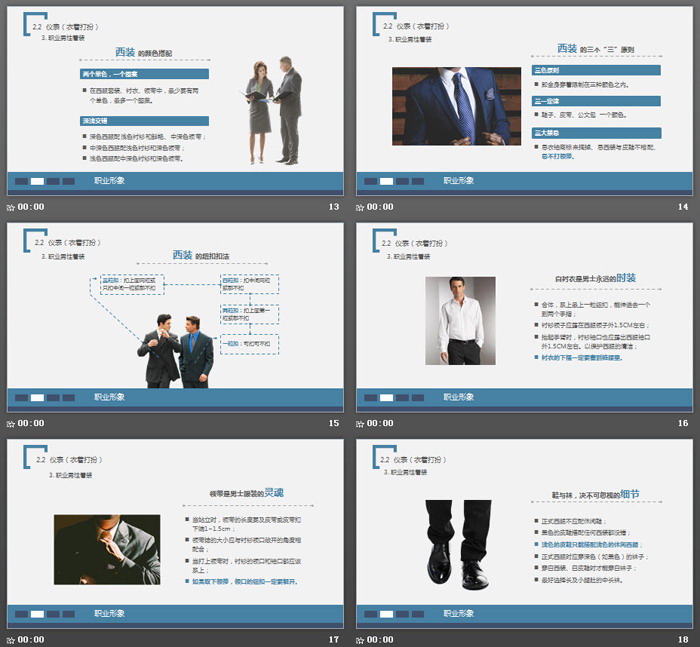 2.2 仪表（衣着打扮）
3. 职业男性着装
西装 的颜色搭配
两个单色，一个图案
在西服套装、衬衣、领带中，最少要有两
个单色，最多一个图案。
深浅交错
深色西服配浅色衬衫和鲜艳、中深色领带；
中深色西服配浅色衬衫和深色领带；
浅色西服配中深色衬衫和深色领带。
职业形象
00:00
13
2.2 仪表（衣着打扮）
3. 职业男性着装
西装 的三个“三”原则
三色原则
即全身穿着限制在三种颜色之内。
三一定律
鞋子、皮带、公文包 一个颜色。
三大禁忌
忌衣袖商标未摘掉、忌西装与皮鞋不相配、
忌不打领带。
职业形象
00:00
14
2.2 仪表（衣着打扮）
3. 职业男性着装
西装 的纽扣扣法
三粒扣：扣上面两粒或
只扣中间一粒或都不扣
四粒扣：扣中间两粒
或都不扣
两粒扣：扣上面第一
粒或都不扣
一粒扣：可扣可不扣
职业形象
00:00
15
2.2 仪表（衣着打扮）
3. 职业男性着装
白衬衣是男士永远的时装
合体，系上最上一粒纽扣，能伸进去一个
到两个手指；
衬衫领子应露在西服领子外1.5CM左右；
抬起手臂时，衬衫袖口也应露出西服袖口
外1.5CM左右。以保护西服的清洁；
衬衣的下摆一定要塞到裤腰里。
职业形象
00:00
16
2.2 仪表（衣着打扮）
3. 职业男性着装
领带是男士服装的灵魂
当站立时，领带的长度要及皮带或皮带扣
下端1~1.5cm；
领带结的大小应与衬衫领口敞开的角度相
配合；
当打上领带时，衬衫的领口和袖口都应该
系上；
如果取下领带，领口的纽扣一定要解开。
职业形象
00:00
17
2.2 仪表（衣着打扮）
3. 职业男性着装
鞋与袜，决不可忽视的细节
正式西服不应配休闲鞋；
黑色的皮鞋搭配任何西装都没错；
浅色的皮鞋只能搭配浅色的休闲西服；
正式西服时应穿深色（如黑色）的袜子；
穿白西装、白皮鞋时才能穿白袜子；
最好选择长及小腿肚的中长袜。
职业形象
00:00
18